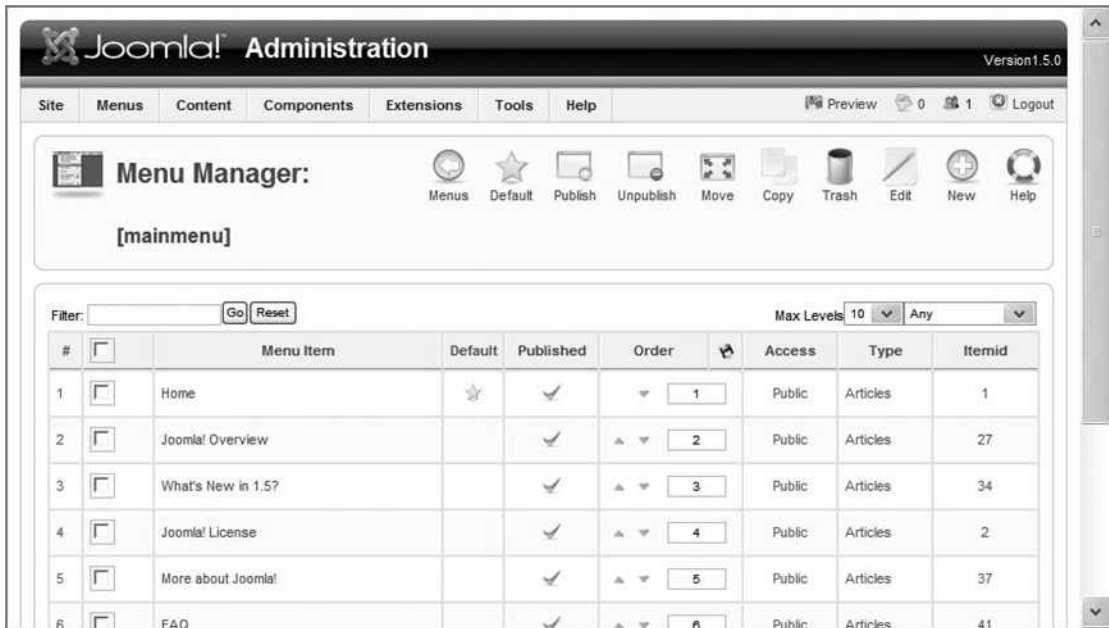 Joomla! Administration
Version1.5.0
Site Menus Content Components Extensions Tools Help Preview 0 1 Logout
Menu Manager:
[mainmenu]
Menus Default Publish Unpublish Move Copy Trash Edit New Help
Filter: Go Reset Max Levels 10 Any
# Menu Item Default Published Order Access Type Itemid
1 Home 1 Public Articles 1
2 Joomla! Overview 2 Public Articles 27
3 What's New in 1.5? 3 Public Articles 34
4 Joomla! License 4 Public Articles 2
5 More about Joomla! 5 Public Articles 37
6 FAQ 6 Public Articles 41